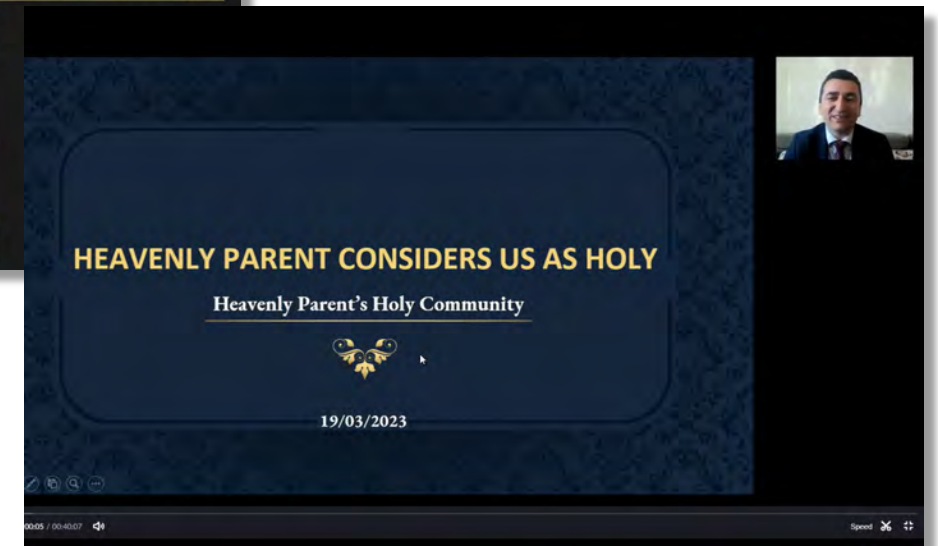 HEAVENLY PARENT CONSIDERS US AS HOLY
Heavenly Parent's Holy Community
19/03/2023
00:05 / 00:40:07
Speed